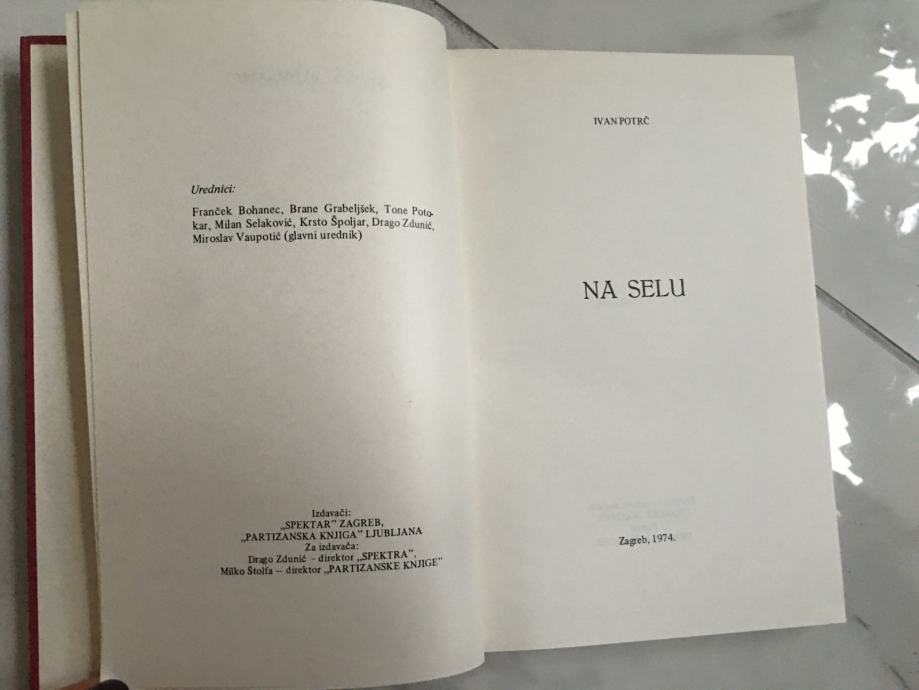 Urednici:
Franček Bohanec, Brane Grabeljšek, Tone Poto-
kar, Milan Selaković, Krsto Špoljar, Drago Zdunić,
Miroslav Vaupotić (glavni urednik)
Izdavači:
„SPEKTAR” ZAGREB,
„PARTIZANSKA KNJIGA” LJUBLJANA
Za izdavača:
Drago Zdunić – direktor „SPEKTRA”,
Milko Štolfa – direktor „PARTIZANSKE KNJIGE”
IVAN POTRČ
NA SELU
Zagreb, 1974.